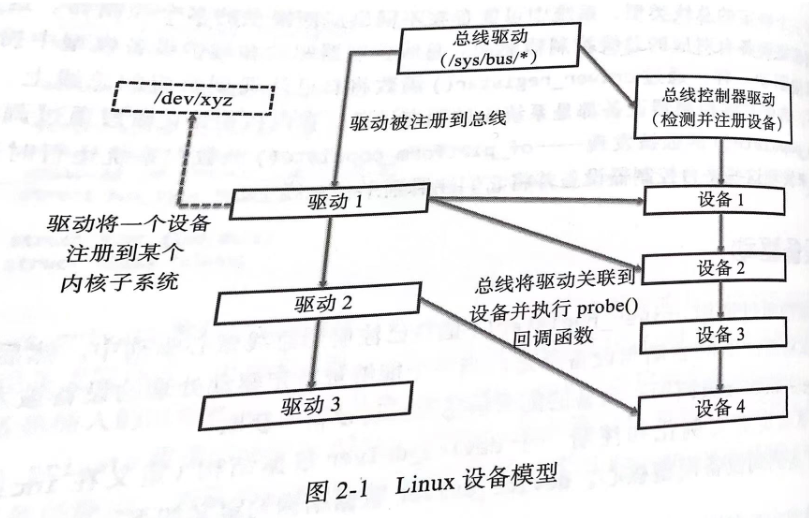 总线驱动
(/sys/bus/*)
/dev/xyz
总线控制器驱动
(检测并注册设备)
驱动被注册到总线
驱动 1
设备 1
驱动将一个设备
注册到某个
内核子系统
设备 2
总线将驱动关联到
设备并执行 probe()
回调函数
驱动 2
设备 3
驱动 3
设备 4
图 2-1 Linux 设备模型